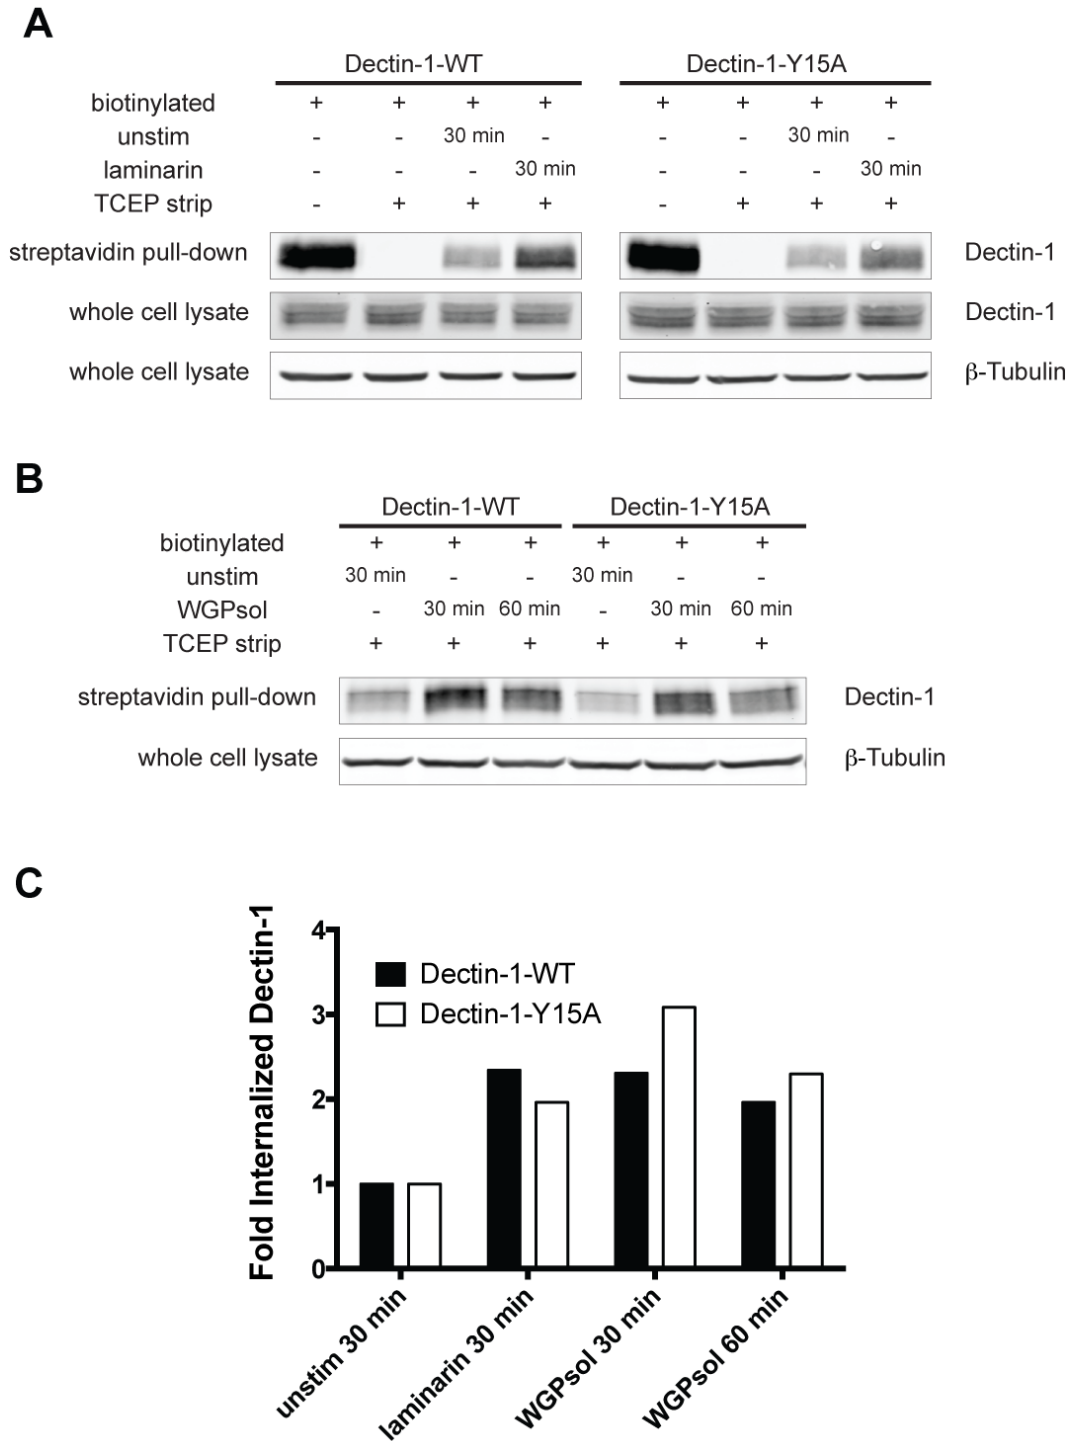 A
Dectin-1-WT Dectin-1-Y15A
biotinylated + + + + + + + +
unstim - - 30 min - - - 30 min -
laminarin - - - 30 min - - - 30 min
TCEP strip - + + + - + + +
streptavidin pull-down Dectin-1
whole cell lysate Dectin-1
whole cell lysate β-Tubulin
B
Dectin-1-WT Dectin-1-Y15A
biotinylated + + + + + +
unstim 30 min - - 30 min - -
WGPsol - 30 min 60 min - 30 min 60 min
TCEP strip + + + + + +
streptavidin pull-down Dectin-1
whole cell lysate β-Tubulin
C
Fold Internalized Dectin-1
4
3
2
1
0
Dectin-1-WT
Dectin-1-Y15A
unstim 30 min
laminarin 30 min
WGPsol 30 min
WGPsol 60 min